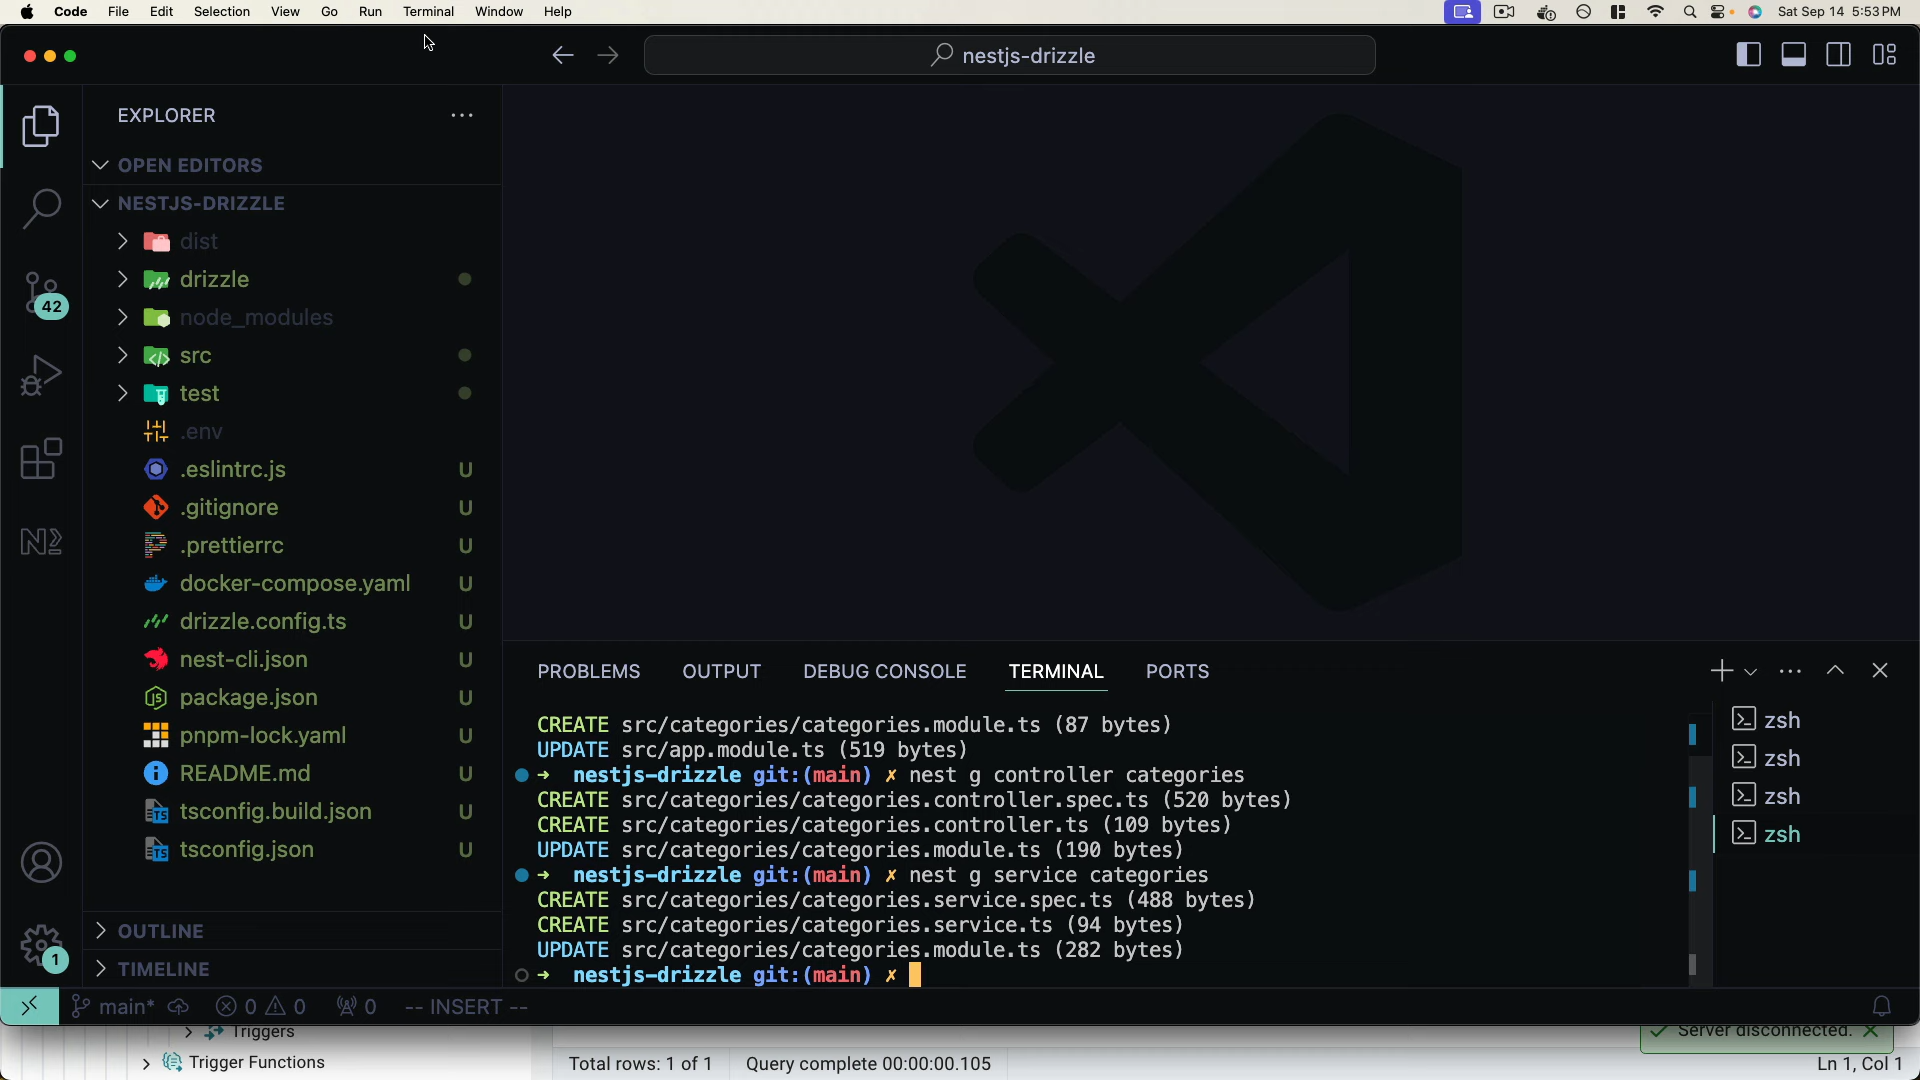 Code File Edit Selection View Go Run Terminal Window Help
Sat Sep 14 5:53 PM
nestjs-drizzle
EXPLORER
OPEN EDITORS
NESTJS-DRIZZLE
dist
drizzle
node_modules
src
test
.env
.eslintrc.js U
.gitignore U
.prettierrc U
docker-compose.yaml U
drizzle.config.ts U
nest-cli.json U
package.json U
pnpm-lock.yaml U
README.md U
tsconfig.build.json U
tsconfig.json U
OUTLINE
TIMELINE
42
1
PROBLEMS OUTPUT DEBUG CONSOLE TERMINAL PORTS
CREATE src/categories/categories.module.ts (87 bytes)
UPDATE src/app.module.ts (519 bytes)
➜ nestjs-drizzle git:(main) ✗ nest g controller categories
CREATE src/categories/categories.controller.spec.ts (520 bytes)
CREATE src/categories/categories.controller.ts (109 bytes)
UPDATE src/categories/categories.module.ts (190 bytes)
➜ nestjs-drizzle git:(main) ✗ nest g service categories
CREATE src/categories/categories.service.spec.ts (488 bytes)
CREATE src/categories/categories.service.ts (94 bytes)
UPDATE src/categories/categories.module.ts (282 bytes)
➜ nestjs-drizzle git:(main) ✗
zsh
zsh
zsh
zsh
main* 0 0 0 -- INSERT --
Triggers
Server disconnected.
Trigger Functions
Total rows: 1 of 1 Query complete 00:00:00.105
Ln 1, Col 1